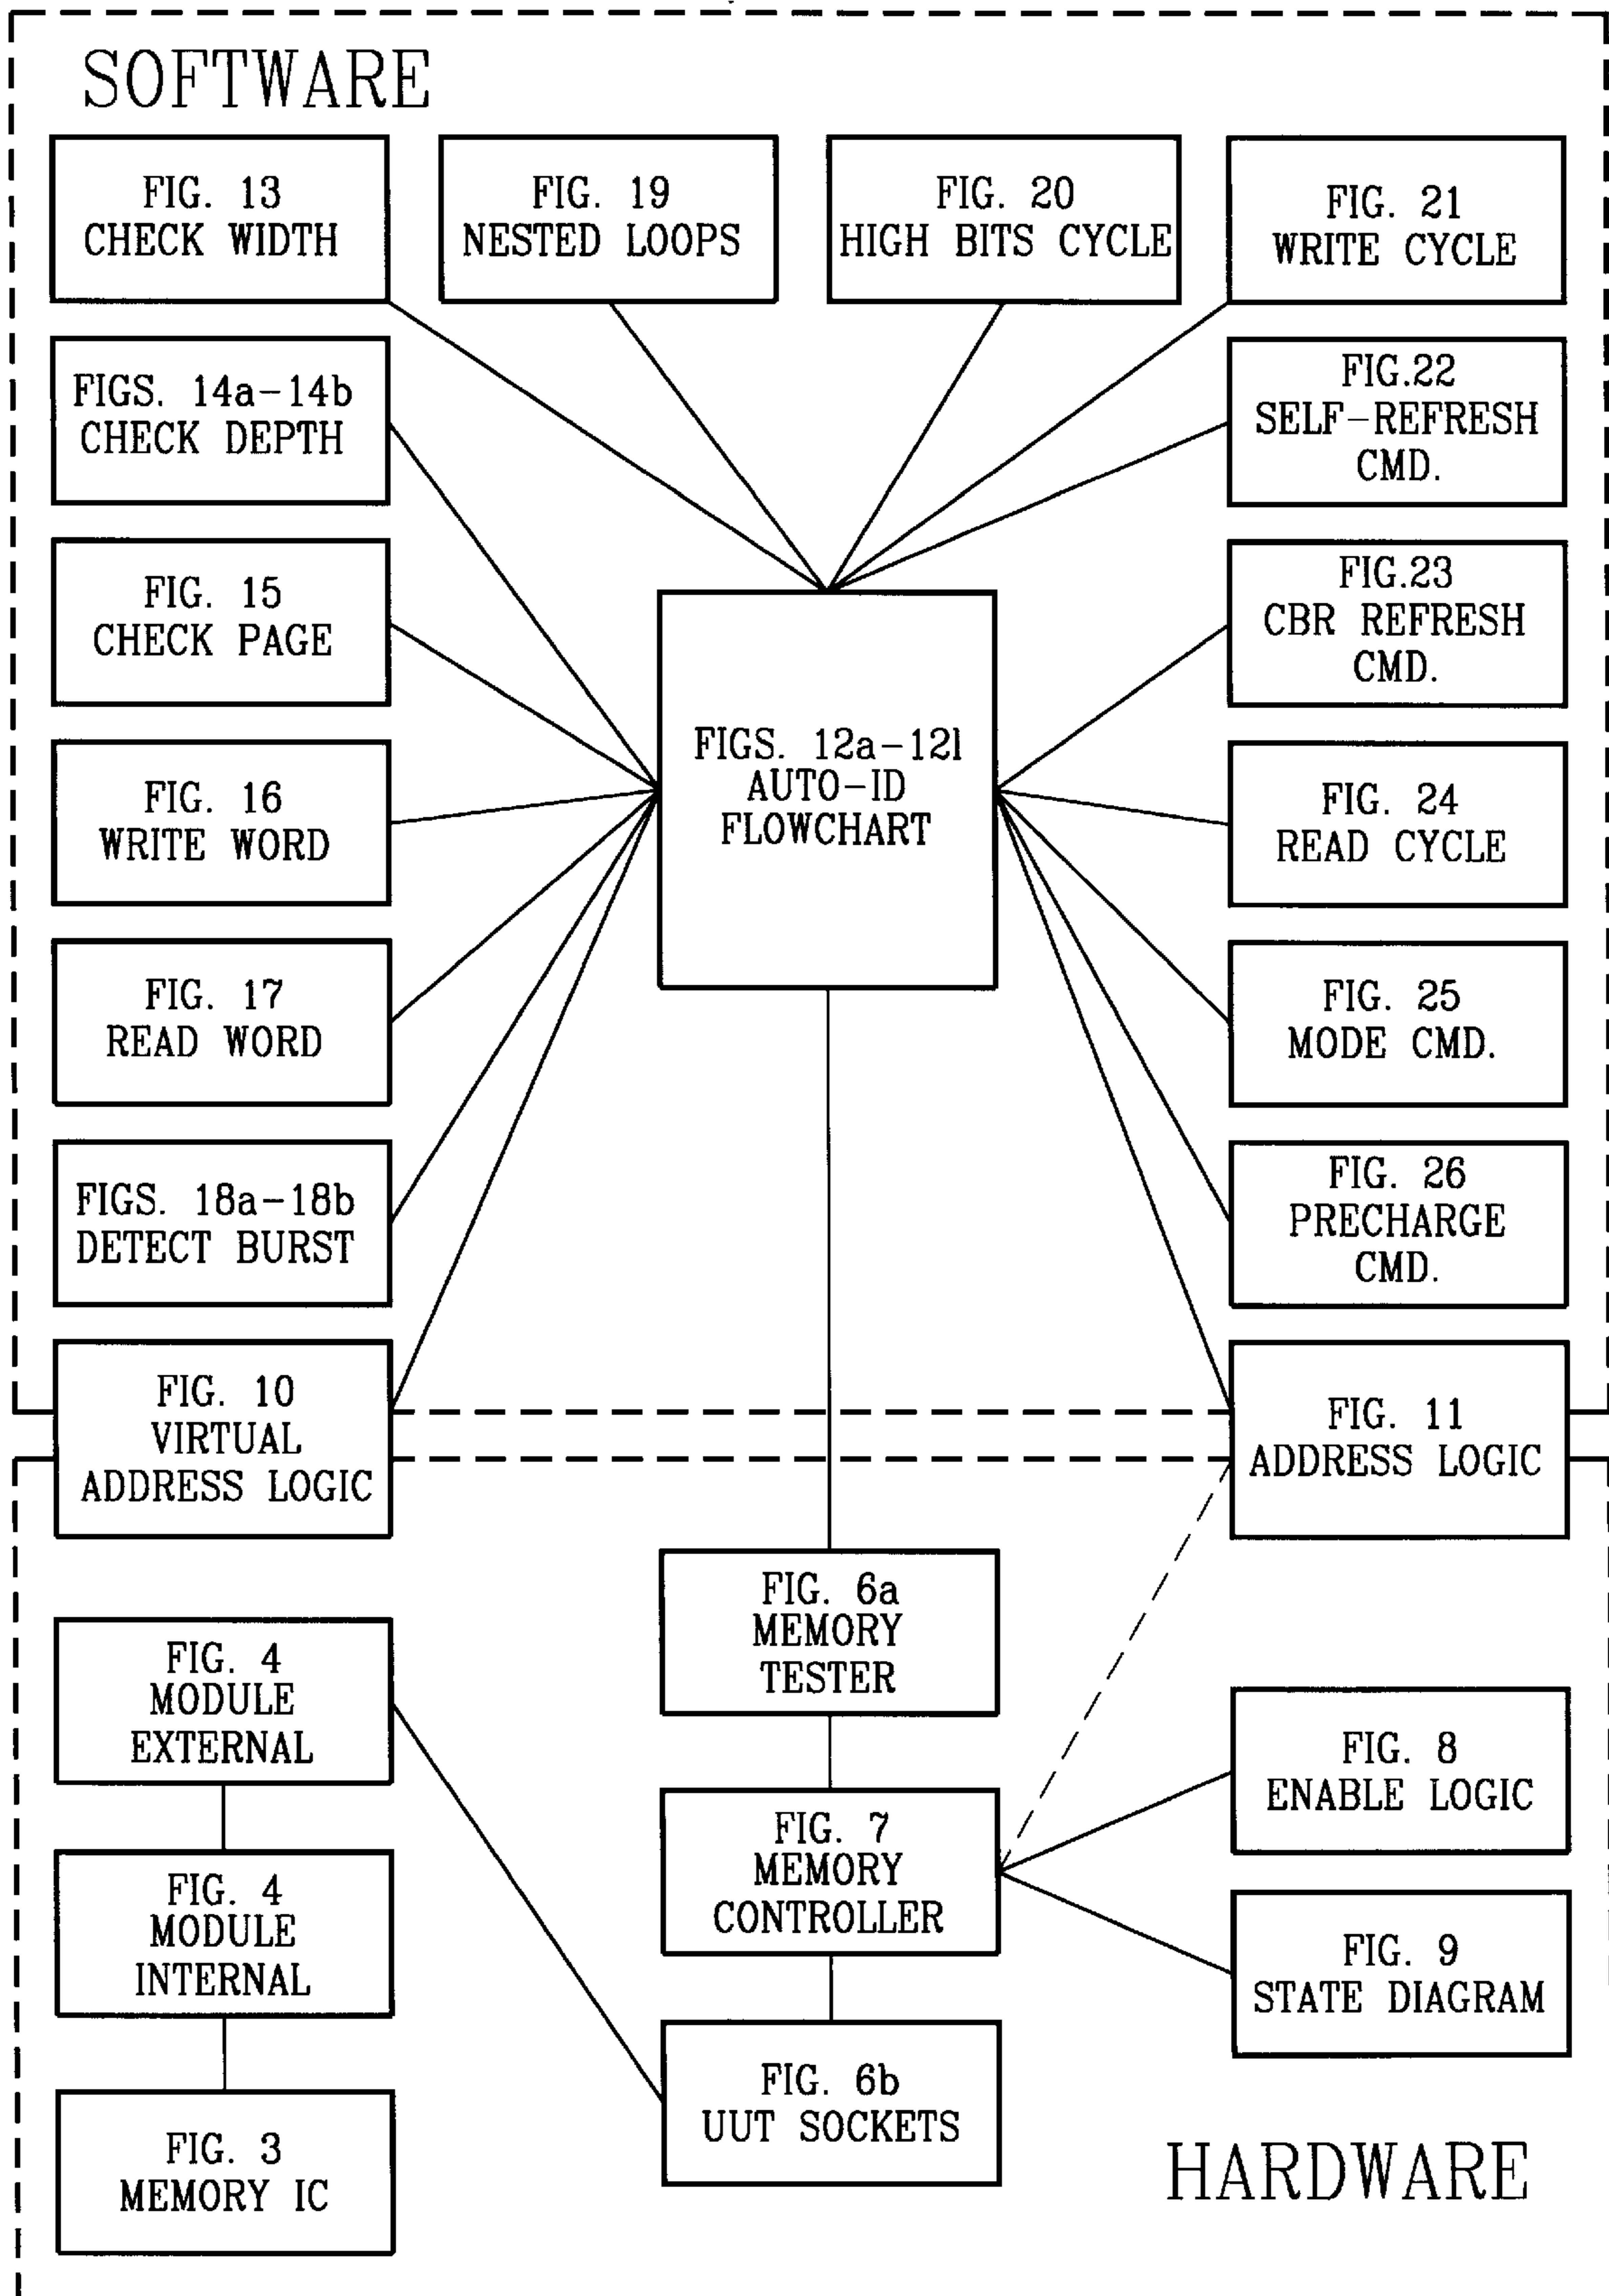 SOFTWARE
FIG. 13
CHECK WIDTH
FIG. 19
NESTED LOOPS
FIG. 20
HIGH BITS CYCLE
FIG. 21
WRITE CYCLE
FIGS. 14a-14b
CHECK DEPTH
FIG.22
SELF-REFRESH
CMD.
FIG. 15
CHECK PAGE
FIG.23
CBR REFRESH
CMD.
FIGS. 12a-12l
AUTO-ID
FLOWCHART
FIG. 16
WRITE WORD
FIG. 24
READ CYCLE
FIG. 17
READ WORD
FIG. 25
MODE CMD.
FIGS. 18a-18b
DETECT BURST
FIG. 26
PRECHARGE
CMD.
FIG. 10
VIRTUAL
ADDRESS LOGIC
FIG. 11
ADDRESS LOGIC
FIG. 6a
MEMORY
TESTER
FIG. 4
MODULE
EXTERNAL
FIG. 8
ENABLE LOGIC
FIG. 7
MEMORY
CONTROLLER
FIG. 4
MODULE
INTERNAL
FIG. 9
STATE DIAGRAM
FIG. 6b
UUT SOCKETS
FIG. 3
MEMORY IC
HARDWARE